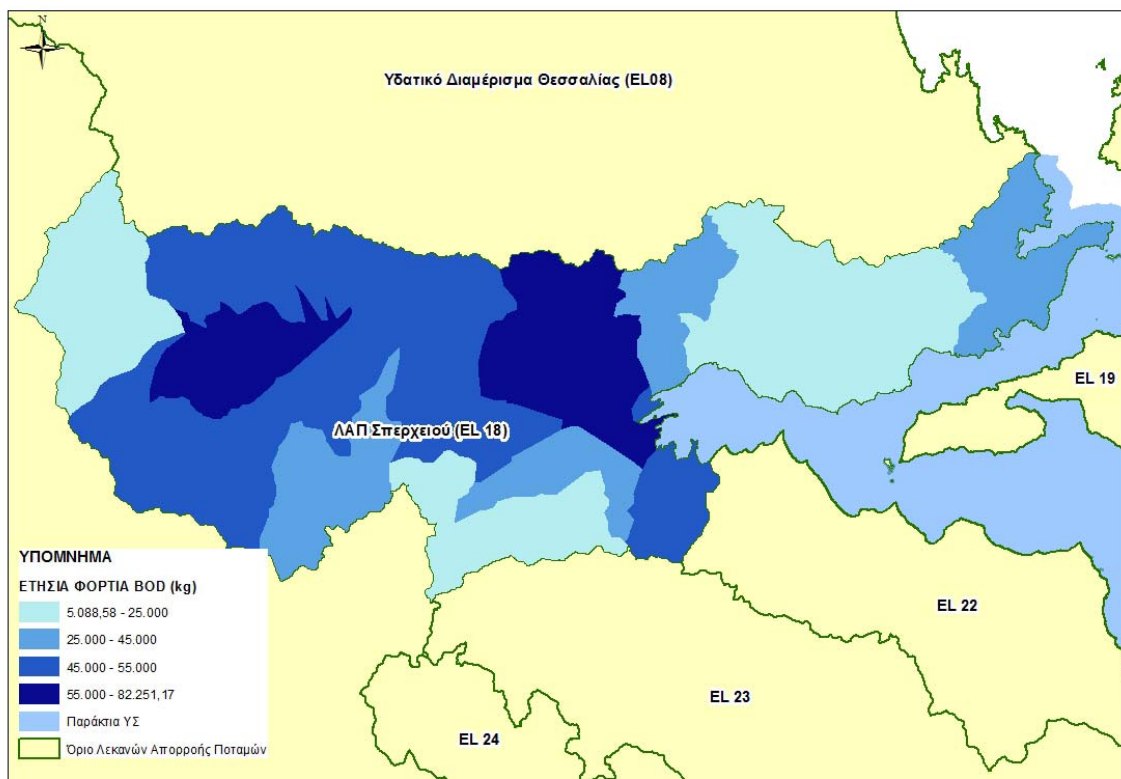 N
Υδατικό Διαμέρισμα Θεσσαλίας (EL08)
EL 19
ΛΑΠ Σπερχειού (EL 18)
EL 22
EL 23
EL 24
ΥΠΟΜΝΗΜΑ
ΕΤΗΣΙΑ ΦΟΡΤΙΑ BOD (kg)
5.088,58 - 25.000
25.000 - 45.000
45.000 - 55.000
55.000 - 82.251,17
Παράκτια ΥΣ
Όριο Λεκανών Απορροής Ποταμών